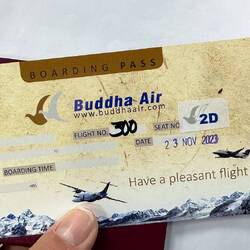 BOARDING PASS
Buddha Air
www.buddhaair.com
FLIGHT NO. 300 SEAT NO. 2D
DATE 23 NOV 2023
BOARDING TIME
Have a pleasant flight